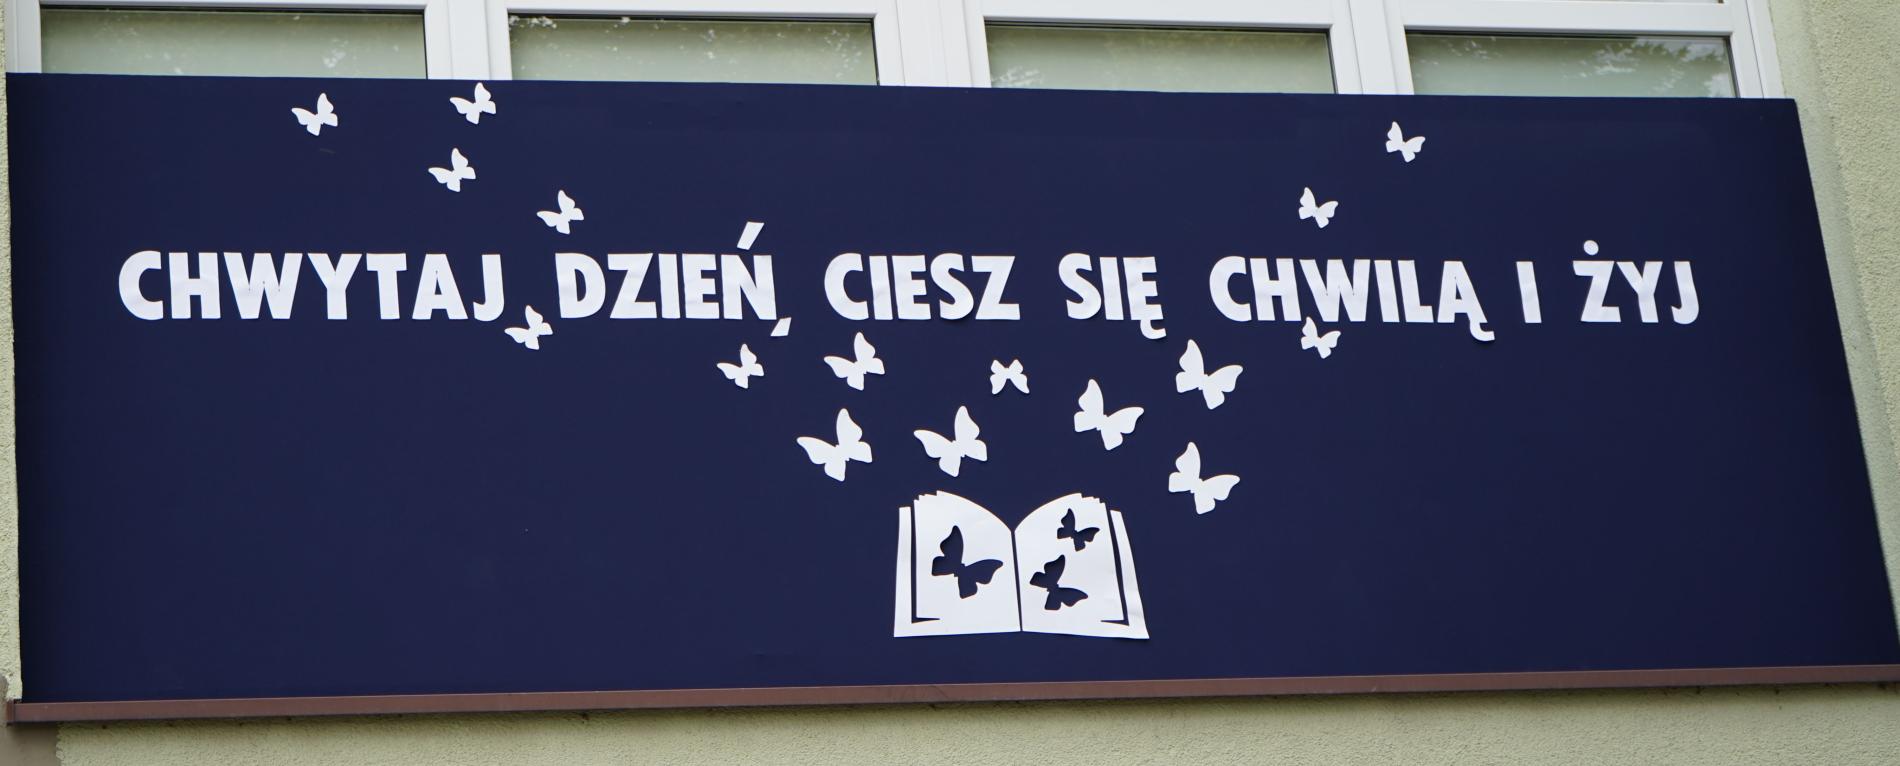 CHWYTAJ DZIEŃ, CIESZ SIĘ CHWILĄ I ŻYJ